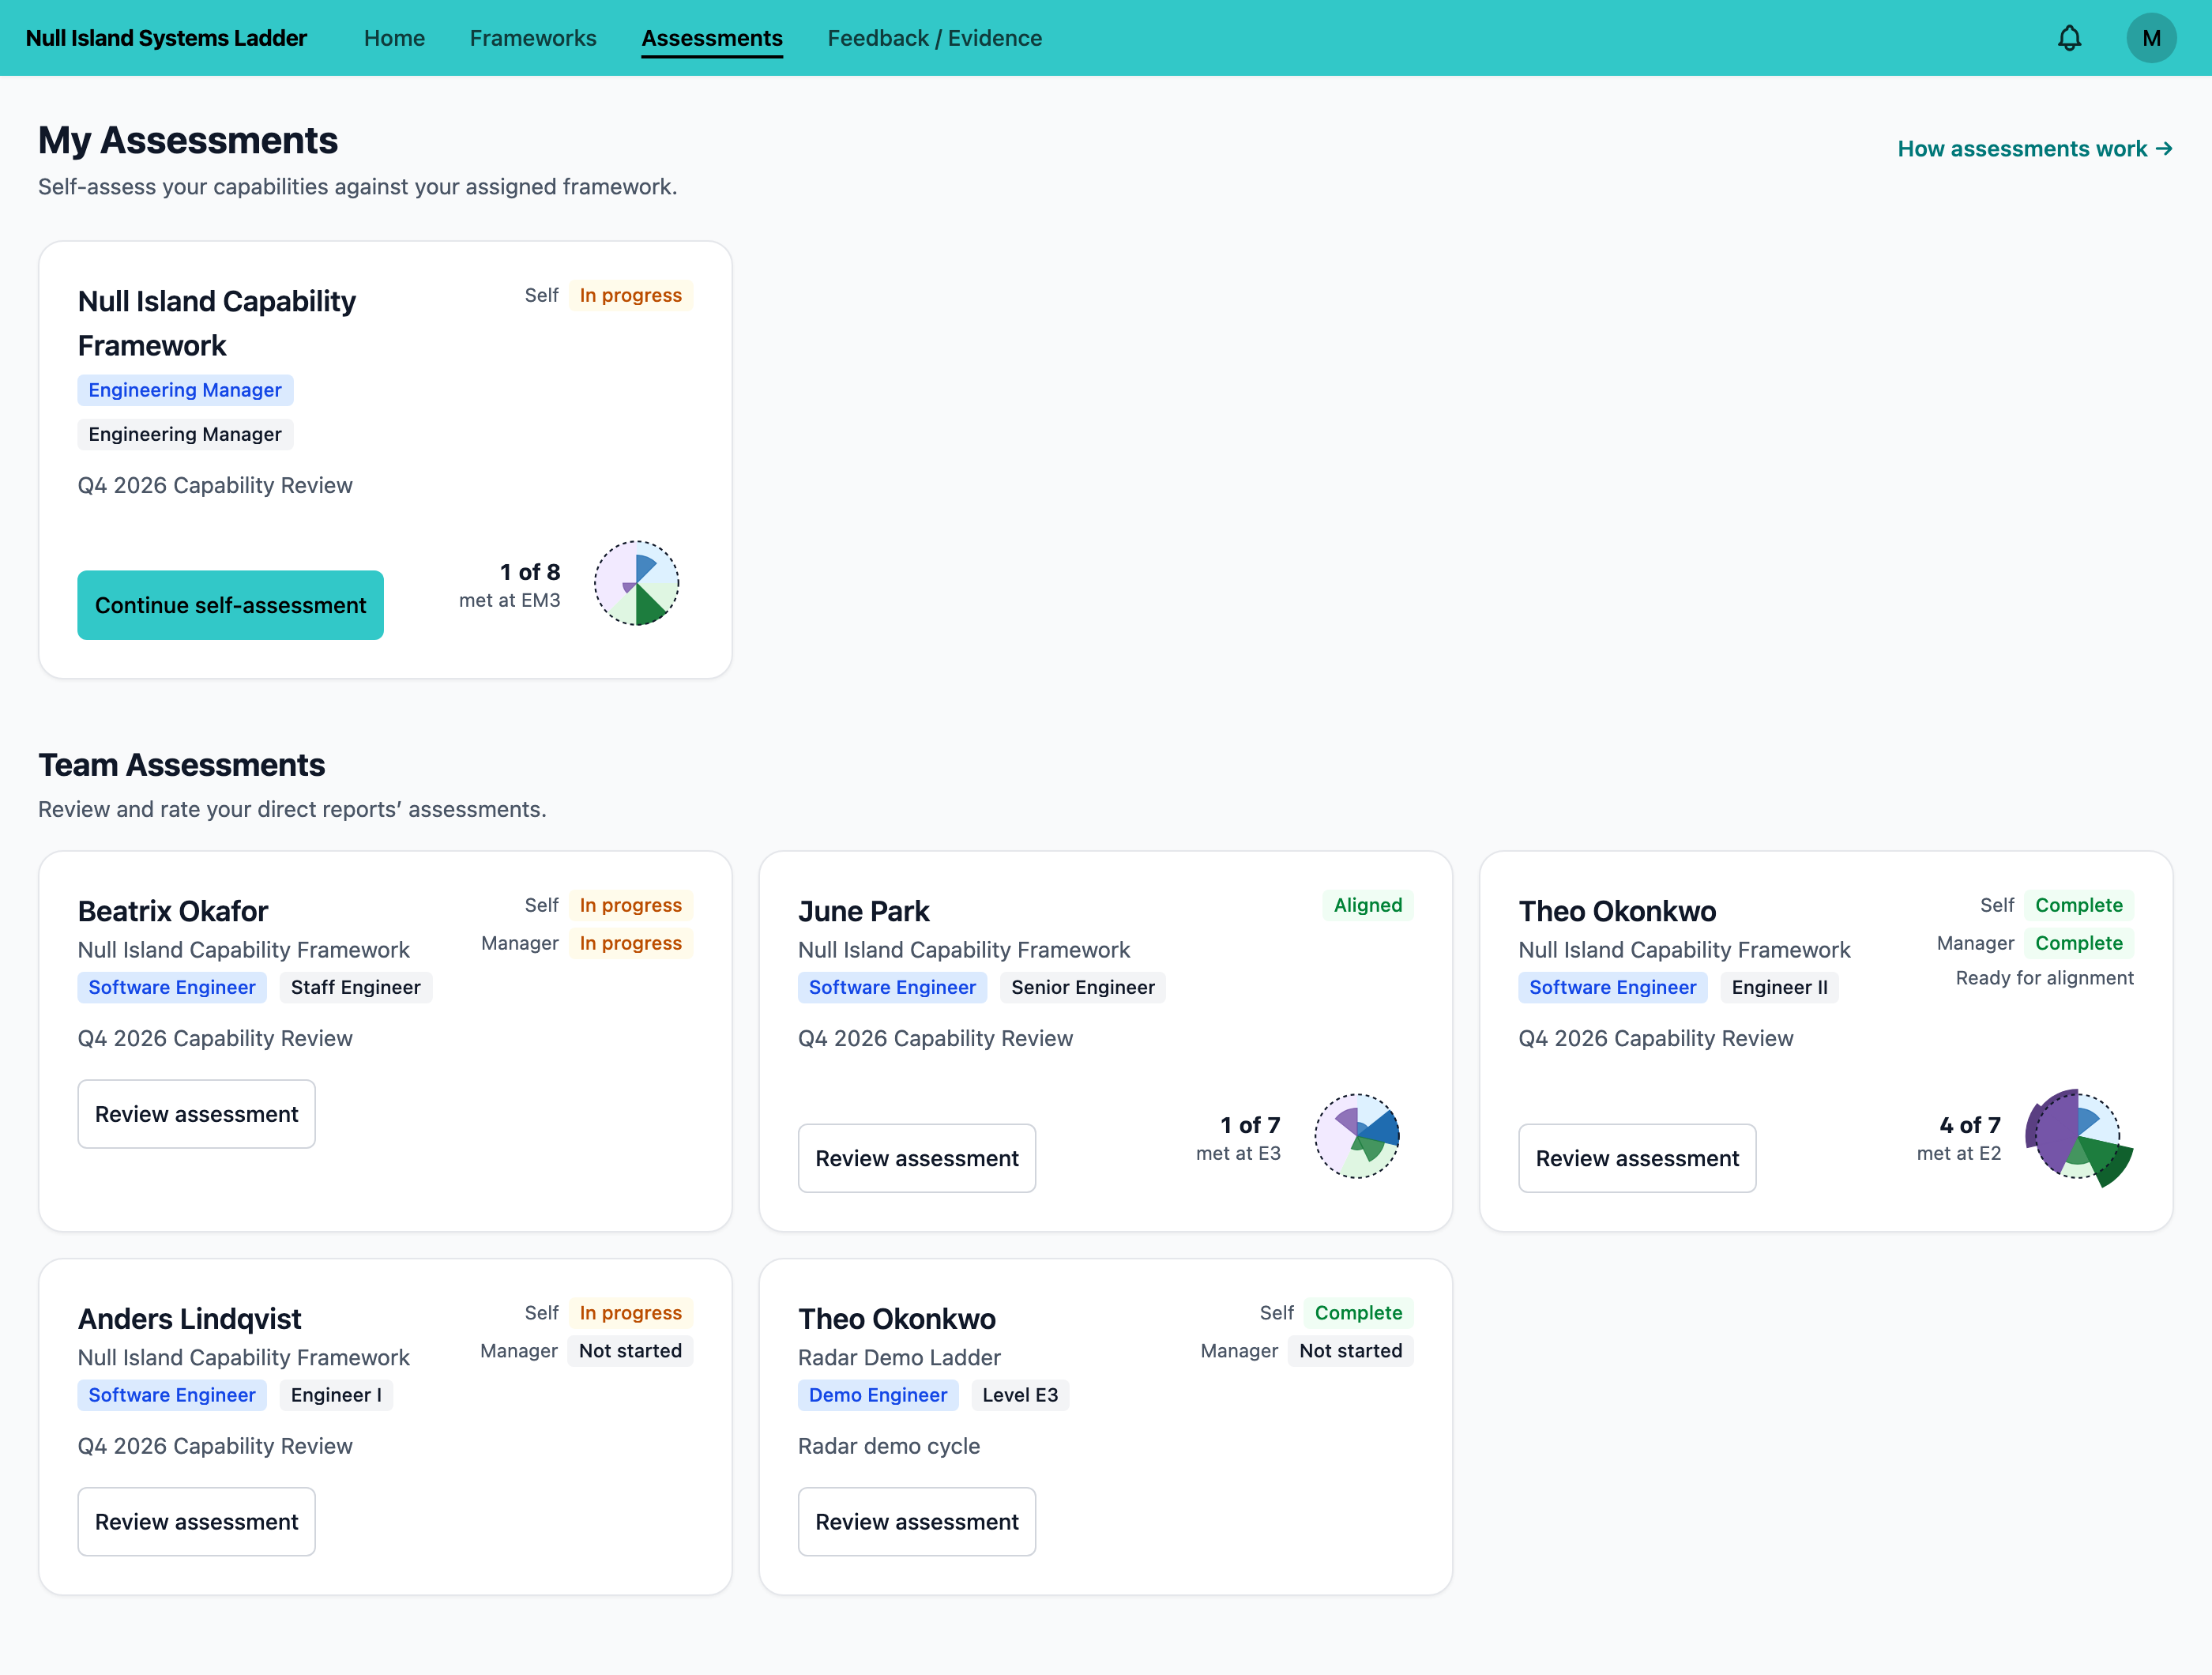 Null Island Systems Ladder
Home
Frameworks
Assessments
Feedback / Evidence
M
My Assessments
How assessments work →
Self-assess your capabilities against your assigned framework.
Null Island Capability
Framework
Self In progress
Engineering Manager
Engineering Manager
Q4 2026 Capability Review
Continue self-assessment
1 of 8
met at EM3
Team Assessments
Review and rate your direct reports’ assessments.
Beatrix Okafor
Self In progress
Null Island Capability Framework
Manager In progress
Software Engineer Staff Engineer
Q4 2026 Capability Review
Review assessment
June Park
Aligned
Null Island Capability Framework
Software Engineer Senior Engineer
Q4 2026 Capability Review
Review assessment
1 of 7
met at E3
Theo Okonkwo
Self Complete
Null Island Capability Framework
Manager Complete
Ready for alignment
Software Engineer Engineer II
Q4 2026 Capability Review
Review assessment
4 of 7
met at E2
Anders Lindqvist
Self In progress
Null Island Capability Framework
Manager Not started
Software Engineer Engineer I
Q4 2026 Capability Review
Review assessment
Theo Okonkwo
Self Complete
Radar Demo Ladder
Manager Not started
Demo Engineer Level E3
Radar demo cycle
Review assessment